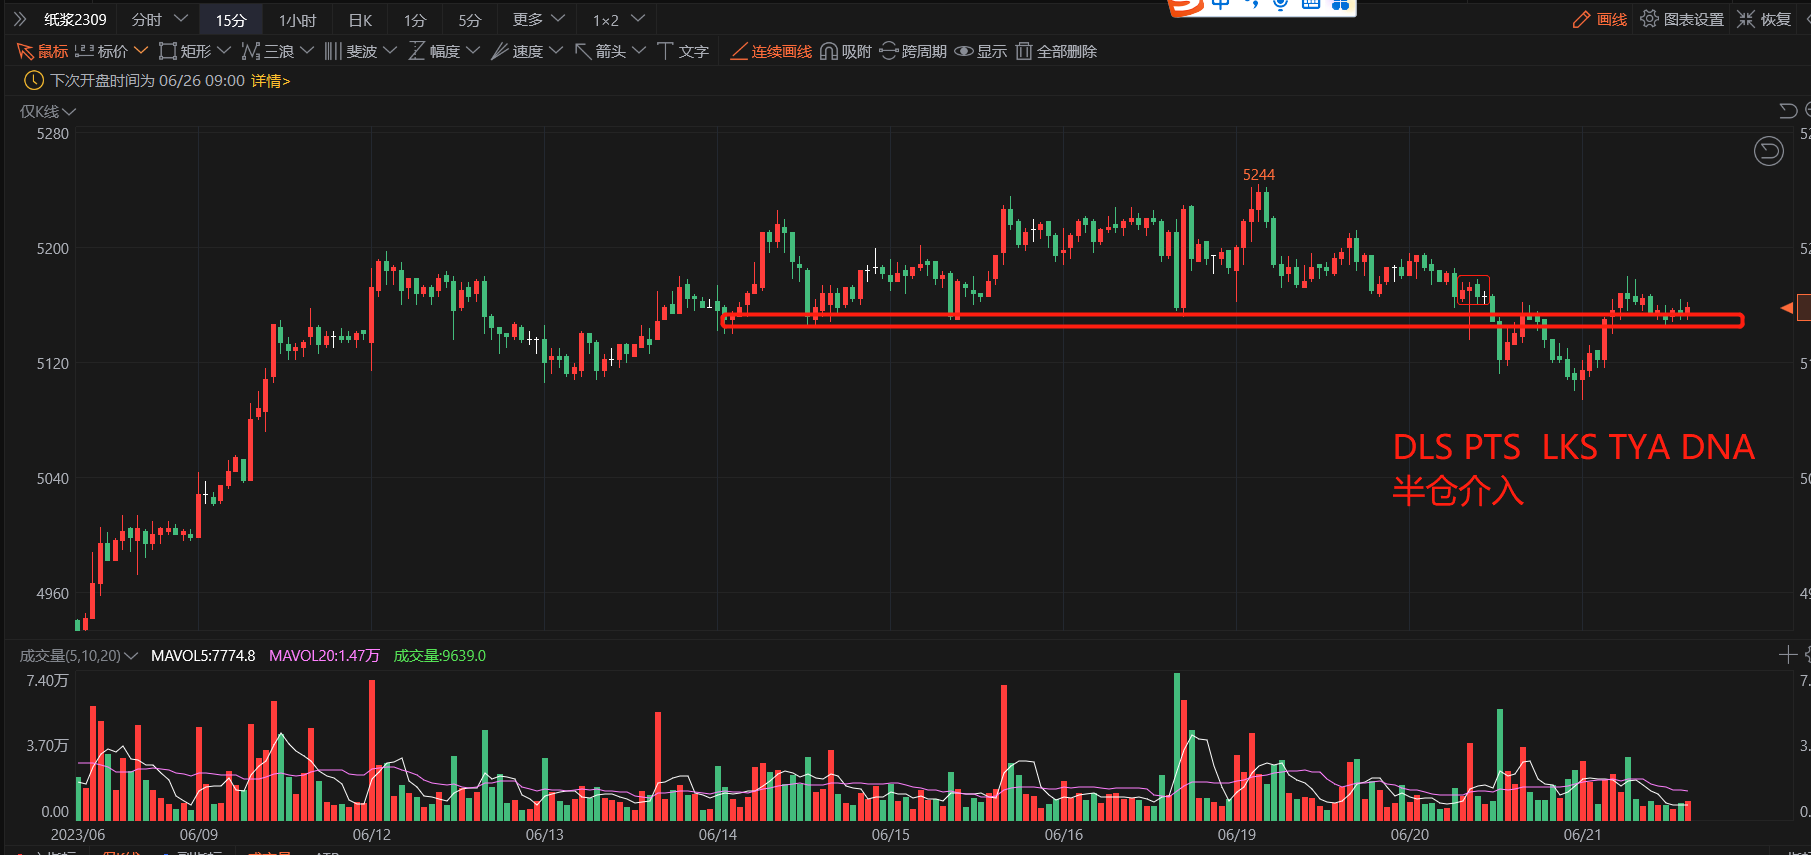 纸浆2309 分时 15分 1小时 日K 1分 5分 更多 1×2 画线 图表设置 恢复
鼠标 123 标价 矩形 三浪 斐波 幅度 速度 箭头 文字 连续画线 吸附 跨周期 显示 全部删除
下次开盘时间为 06/26 09:00 详情>
仅K线
5280
5244
5200
5120
DLS PTS LKS TYA DNA
5040
半仓介入
4960
成交量(5,10,20) MAVOL5:7774.8 MAVOL20:1.47万 成交量:9639.0
7.40万
3.70万
0.00
2023/06 06/09 06/12 06/13 06/14 06/15 06/16 06/19 06/20 06/21